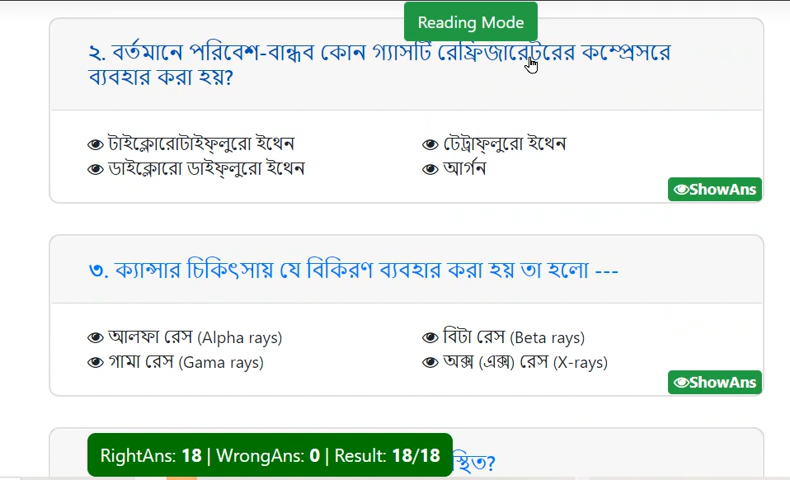 Reading Mode
২. বর্তমানে পরিবেশ-বান্ধব কোন গ্যাসটি রেফ্রিজারেটরের কম্প্রেসরে
ব্যবহার করা হয়?
টাইক্লোরোটাইফ্লুরো ইথেন
টেট্রাফ্লুরো ইথেন
ডাইক্লোরো ডাইফ্লুরো ইথেন
আর্গন
ShowAns
৩. ক্যান্সার চিকিৎসায় যে বিকিরণ ব্যবহার করা হয় তা হলো ---
আলফা রেস (Alpha rays)
বিটা রেস (Beta rays)
গামা রেস (Gama rays)
অক্স (এক্স) রেস (X-rays)
ShowAns
RightAns: 18 | WrongAns: 0 | Result: 18/18